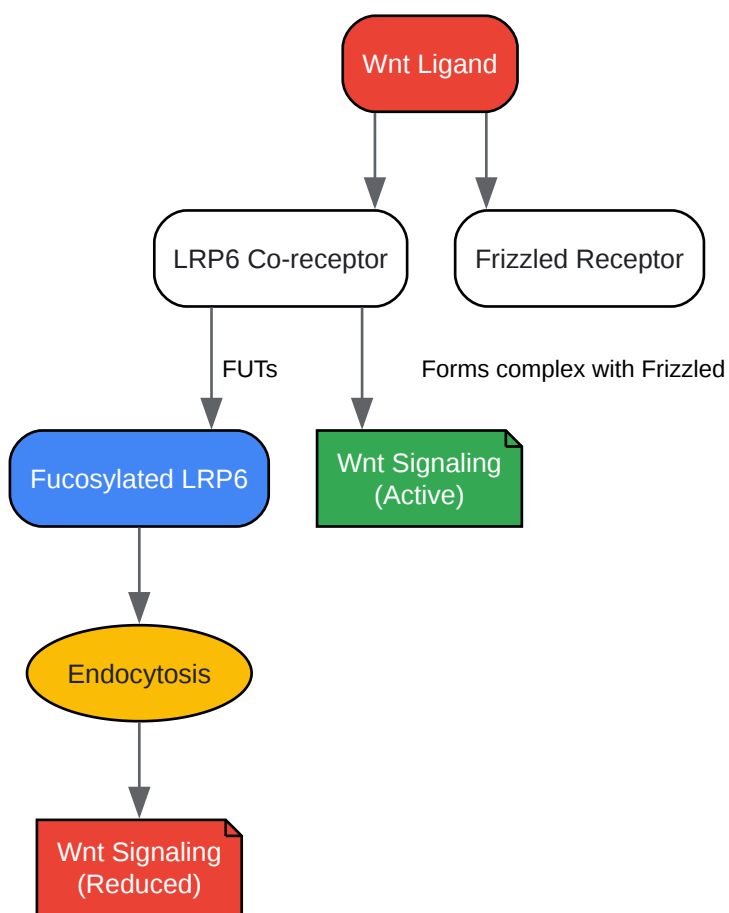 Wnt Ligand
LRP6 Co-receptor
Frizzled Receptor
FUTs
Forms complex with Frizzled
Fucosylated LRP6
Wnt Signaling
(Active)
Endocytosis
Wnt Signaling
(Reduced)